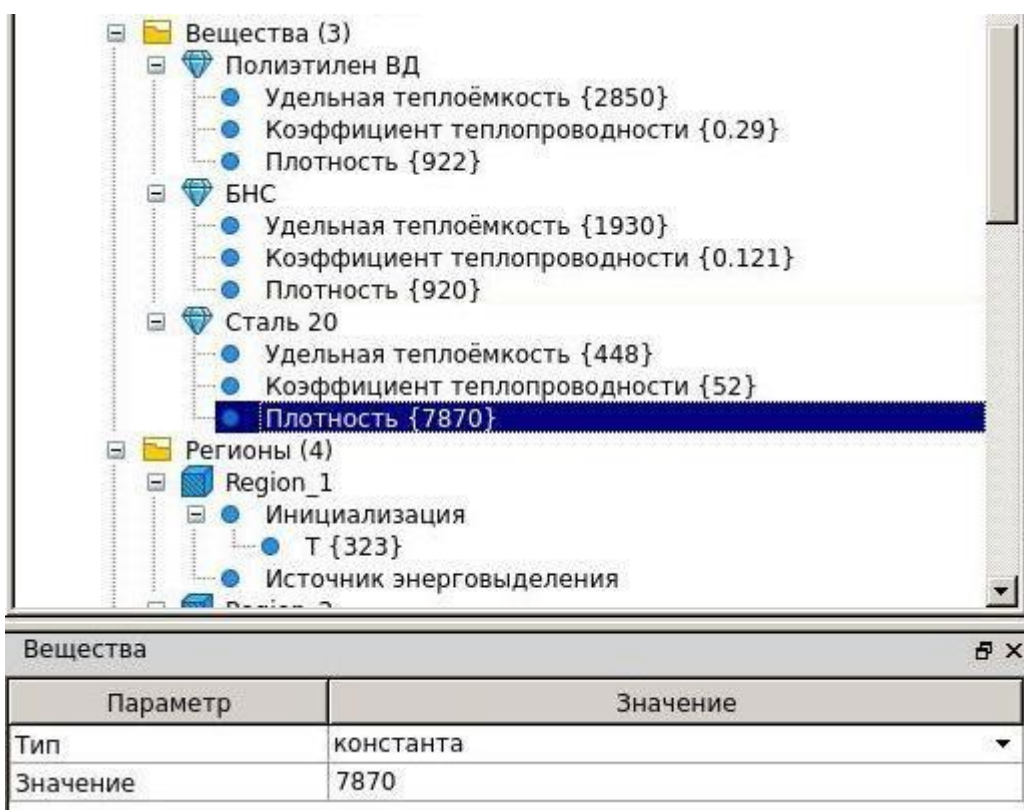 Вещества (3)
Полиэтилен ВД
Удельная теплоёмкость {2850}
Коэффициент теплопроводности {0.29}
Плотность {922}
БНС
Удельная теплоёмкость {1930}
Коэффициент теплопроводности {0.121}
Плотность {920}
Сталь 20
Удельная теплоёмкость {448}
Коэффициент теплопроводности {52}
Плотность {7870}
Регионы (4)
Region_1
Инициализация
T {323}
Источник энерговыделения
Вещества
Параметр Значение
Тип константа
Значение 7870